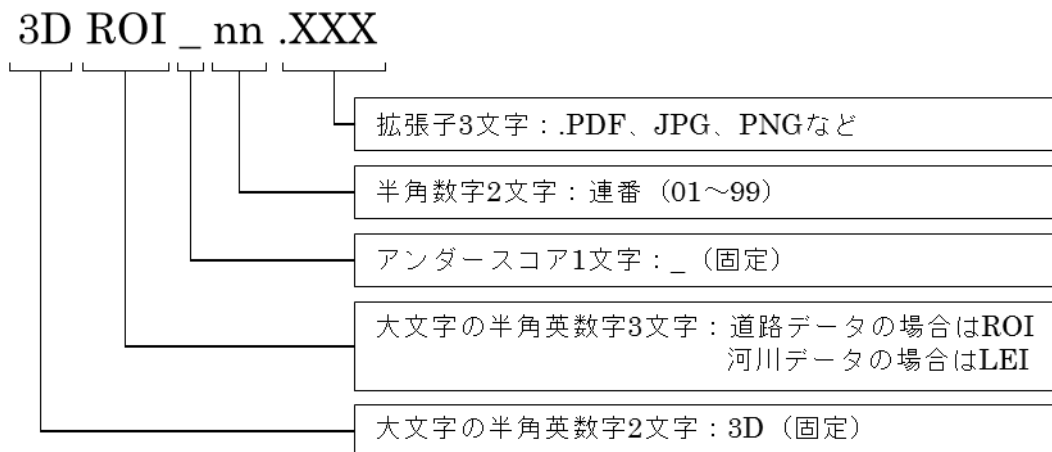 3D ROI _ nn .XXX
拡張子3文字：.PDF、JPG、PNGなど
半角数字2文字：連番（01～99）
アンダースコア1文字：_（固定）
大文字の半角英数字3文字：道路データの場合はROI
河川データの場合はLEI
大文字の半角英数字2文字：3D（固定）